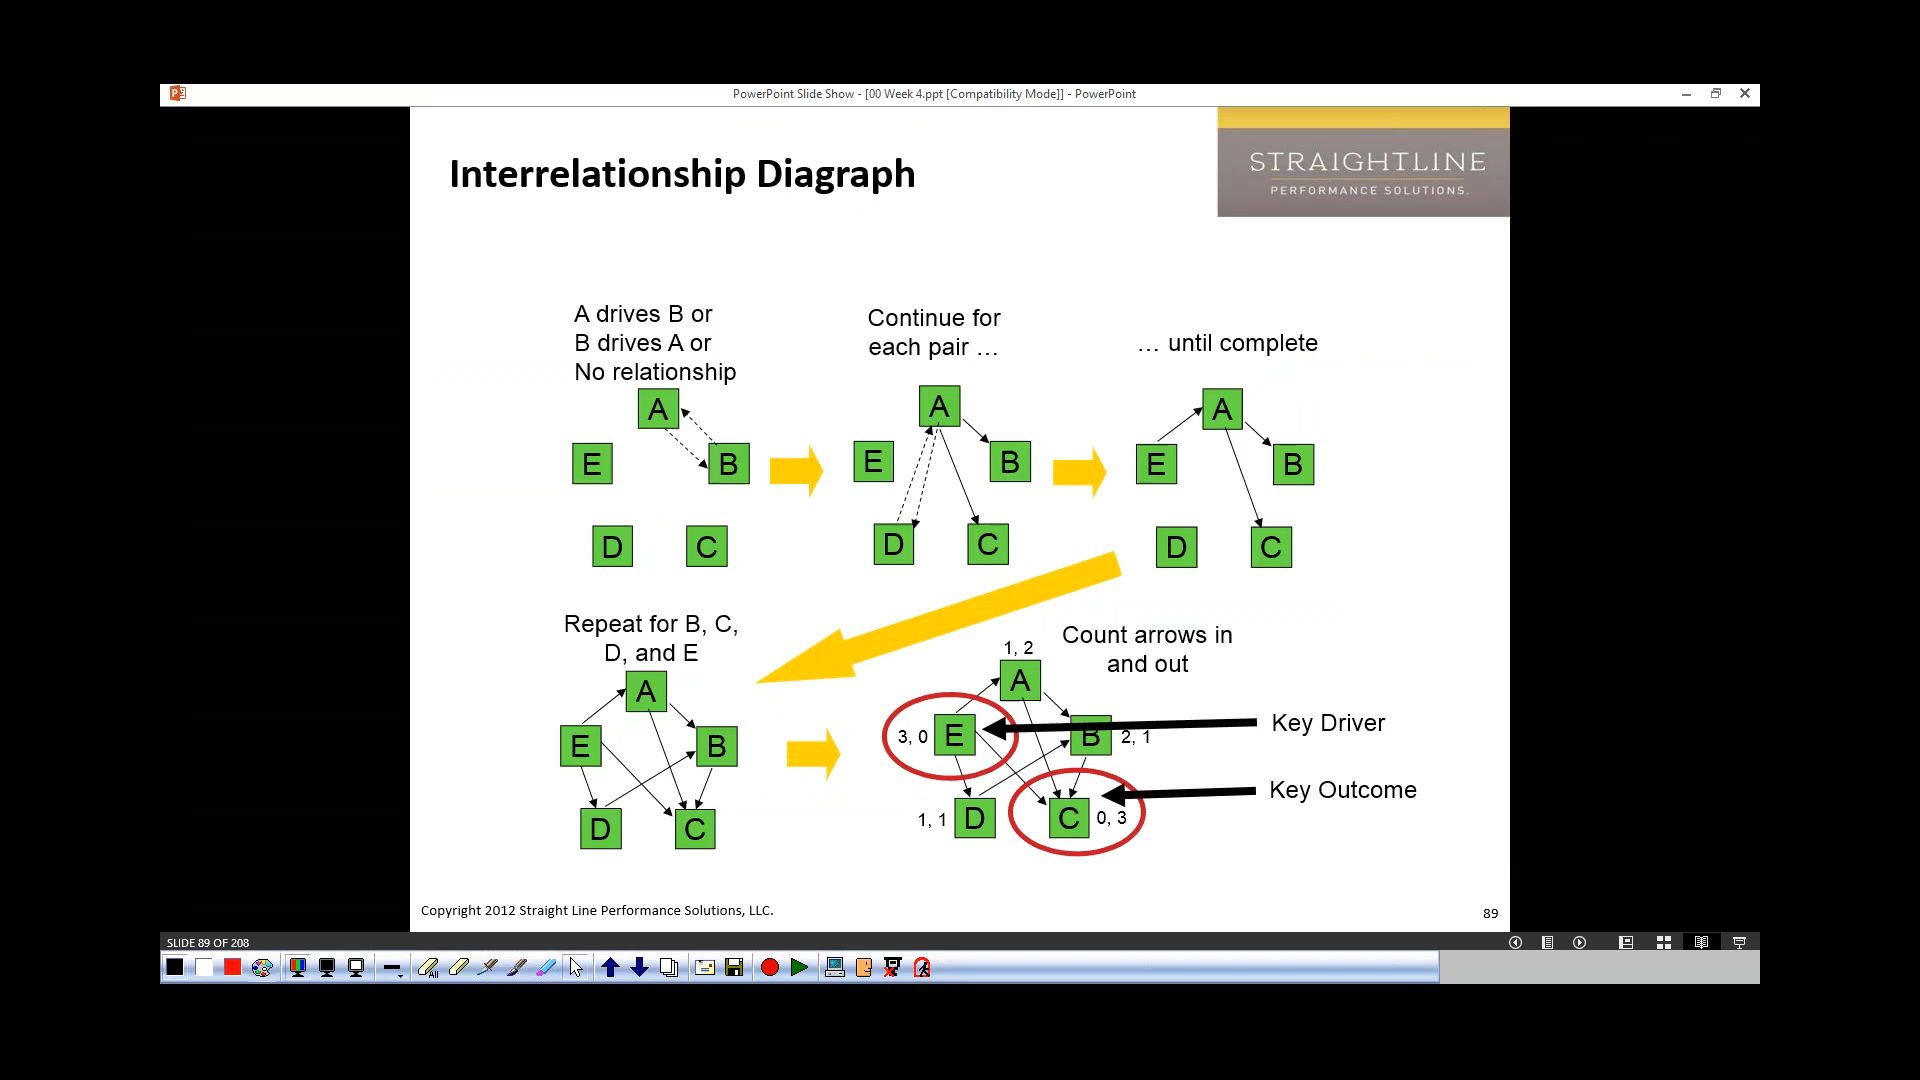 PowerPoint Slide Show - [00 Week 4.ppt [Compatibility Mode]] - PowerPoint
Interrelationship Diagraph
STRAIGHTLINE
PERFORMANCE SOLUTIONS.
A drives B or
B drives A or
No relationship
A
E
B
D
C
Continue for
each pair …
A
E
B
D
C
… until complete
A
E
B
D
C
Repeat for B, C,
D, and E
A
E
B
D
C
Count arrows in
and out
1, 2
A
3, 0
E
B
2, 1
1, 1
D
C
0, 3
Key Driver
Key Outcome
Copyright 2012 Straight Line Performance Solutions, LLC.
89
SLIDE 89 OF 208
All